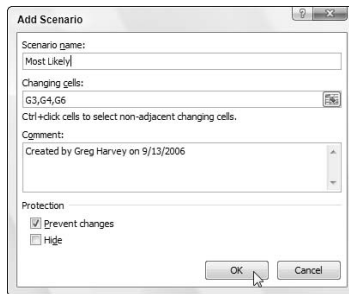 Add Scenario
Scenario name:
Most Likely
Changing cells:
G3,G4,G6
Ctrl+click cells to select non-adjacent changing cells.
Comment:
Created by Greg Harvey on 9/13/2006
Protection
Prevent changes
Hide
OK
Cancel